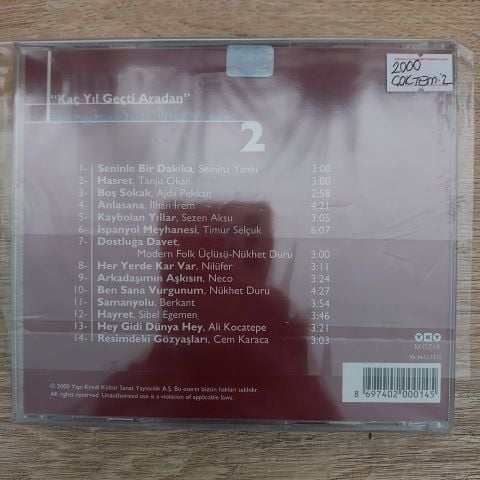 2000
GÖKTEM-2
"Kaç Yıl Geçti Aradan"
2
1- Seninle Bir Dakika, Semiha Yankı 3:00
2- Hasret, Tanju Okan 3:00
3- Boş Sokak, Ajda Pekkan 2:58
4- Anlasana, İlhan İrem 4:21
5- Kaybolan Yıllar, Sezen Aksu 3:05
6- İspanyol Meyhanesi, Timur Selçuk 6:07
7- Dostluğa Davet,
Modern Folk Üçlüsü-Nükhet Duru 3:00
8- Her Yerde Kar Var, Nilüfer 3:11
9- Arkadaşımın Aşkısın, Neco 3:24
10- Ben Sana Vurgunum, Nükhet Duru 4:27
11- Samanyolu, Berkant 3:54
12- Hayret, Sibel Egemen 3:46
13- Hey Gidi Dünya Hey, Ali Kocatepe 3:21
14- Resimdeki Gözyaşları, Cem Karaca 3:03
YKY
MÜZİK
© 2000 Yapı Kredi Kültür Sanat Yayıncılık A.Ş. Bu eserin bütün hakları saklıdır.
All rights reserved. Unauthorized use is a violation of applicable laws.
8 697402 000145